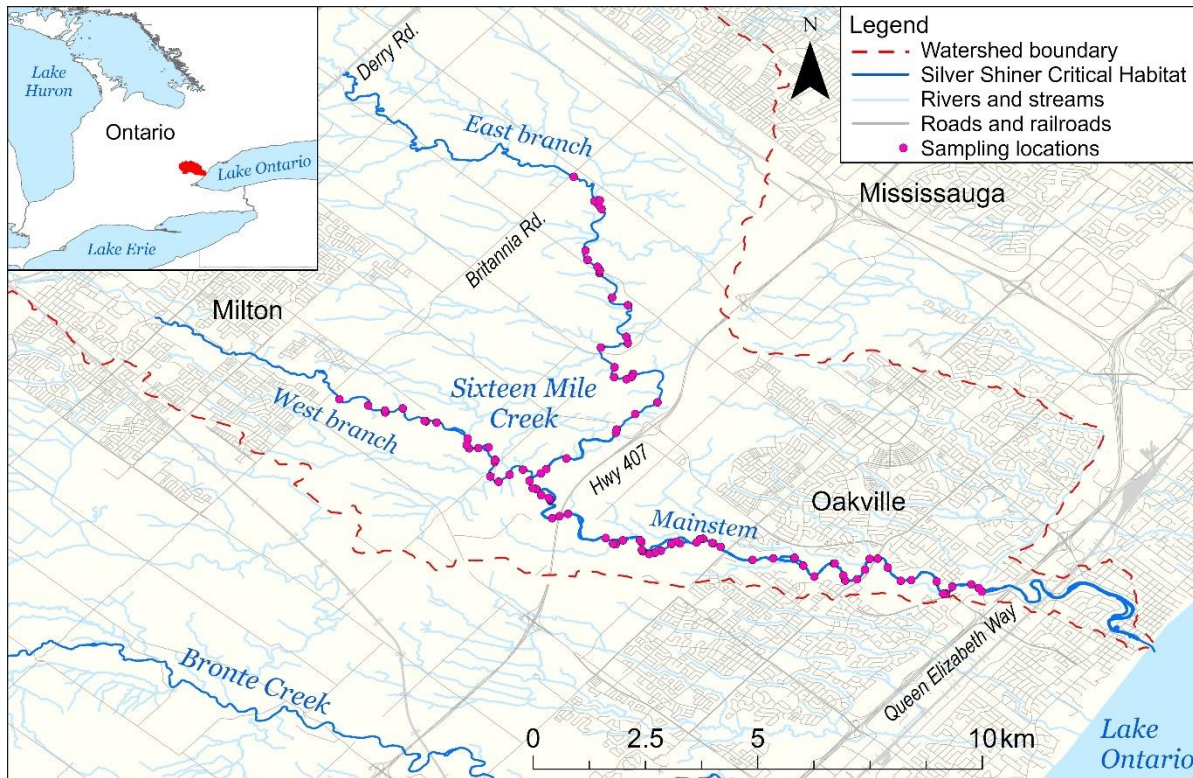 Lake
Huron
Ontario
Lake Ontario
Lake Erie
Derry Rd.
East branch
Britannia Rd.
N
Legend
Watershed boundary
Silver Shiner Critical Habitat
Rivers and streams
Roads and railroads
Sampling locations
Mississauga
Milton
West branch
Sixteen Mile
Creek
Hwy 407
Oakville
Mainstem
Bronte Creek
Queen Elizabeth Way
Lake
Ontario
0 2.5 5 10 km